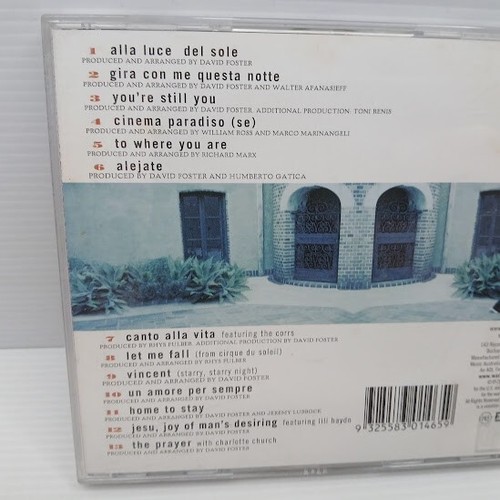 1 alla luce del sole
PRODUCED AND ARRANGED BY DAVID FOSTER
2 gira con me questa notte
PRODUCED AND ARRANGED BY DAVID FOSTER AND WALTER AFANASIEFF
3 you're still you
PRODUCED AND ARRANGED BY DAVID FOSTER. ADDITIONAL PRODUCTION: TONI RENIS
4 cinema paradiso (se)
PRODUCED AND ARRANGED BY WILLIAM ROSS AND MARCO MARINANGELI
5 to where you are
PRODUCED AND ARRANGED BY RICHARD MARX
6 alejate
PRODUCED BY DAVID FOSTER AND HUMBERTO GATICA
7 canto alla vita featuring the corrs
PRODUCED BY RHYS FULBER. ADDITIONAL PRODUCTION BY DAVID FOSTER
8 let me fall (from cirque du soleil)
PRODUCED AND ARRANGED BY RHYS FULBER
9 vincent (starry, starry night)
PRODUCED AND ARRANGED BY DAVID FOSTER
10 un amore per sempre
PRODUCED AND ARRANGED BY DAVID FOSTER
11 home to stay
PRODUCED AND ARRANGED BY DAVID FOSTER AND JEREMY LUBBOCK
12 jesu, joy of man's desiring featuring lili haydn
PRODUCED AND ARRANGED BY DAVID FOSTER
13 the prayer with charlotte church
PRODUCED AND ARRANGED BY DAVID FOSTER
9 325583 014659